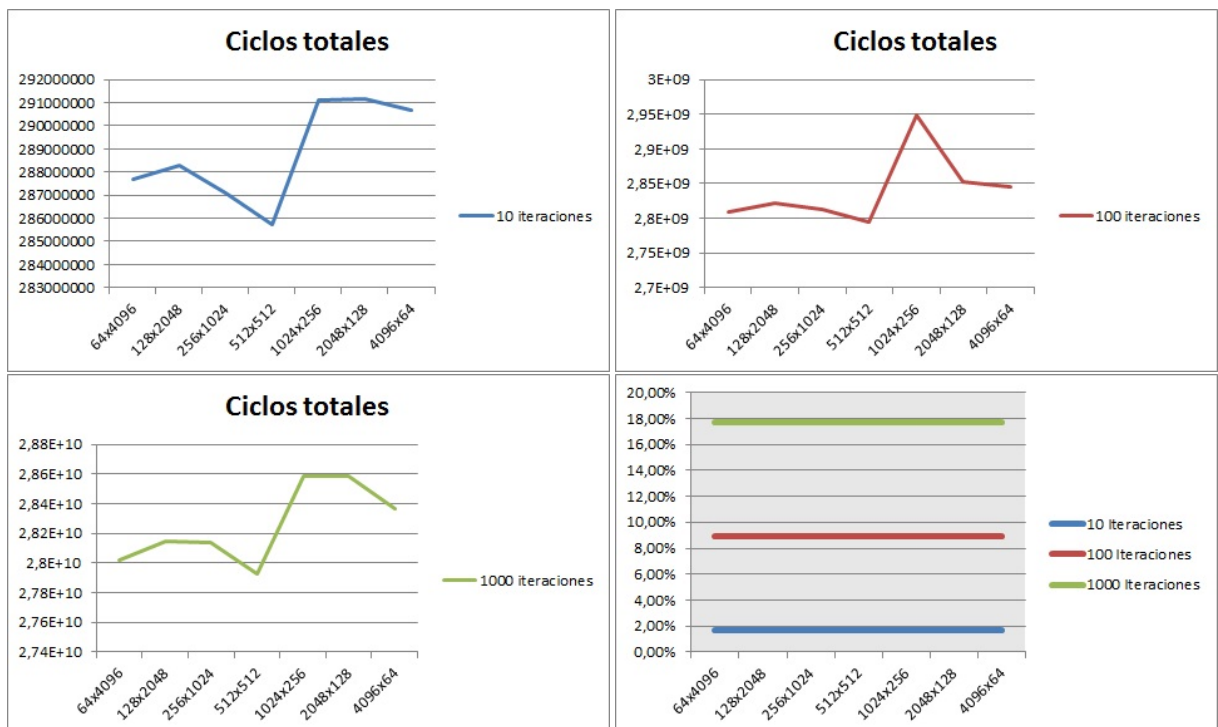 Ciclos totales
292000000
291000000
290000000
289000000
288000000
287000000
286000000
285000000
284000000
283000000
64x4096
128x2048
256x1024
512x512
1024x256
2048x128
4096x64
10 iteraciones
Ciclos totales
3E+09
2,95E+09
2,9E+09
2,85E+09
2,8E+09
2,75E+09
2,7E+09
64x4096
128x2048
256x1024
512x512
1024x256
2048x128
4096x64
100 iteraciones
Ciclos totales
2,88E+10
2,86E+10
2,84E+10
2,82E+10
2,8E+10
2,78E+10
2,76E+10
2,74E+10
64x4096
128x2048
256x1024
512x512
1024x256
2048x128
4096x64
1000 iteraciones
20,00%
18,00%
16,00%
14,00%
12,00%
10,00%
8,00%
6,00%
4,00%
2,00%
0,00%
64x4096
128x2048
256x1024
512x512
1024x256
2048x128
4096x64
10 Iteraciones
100 Iteraciones
1000 Iteraciones